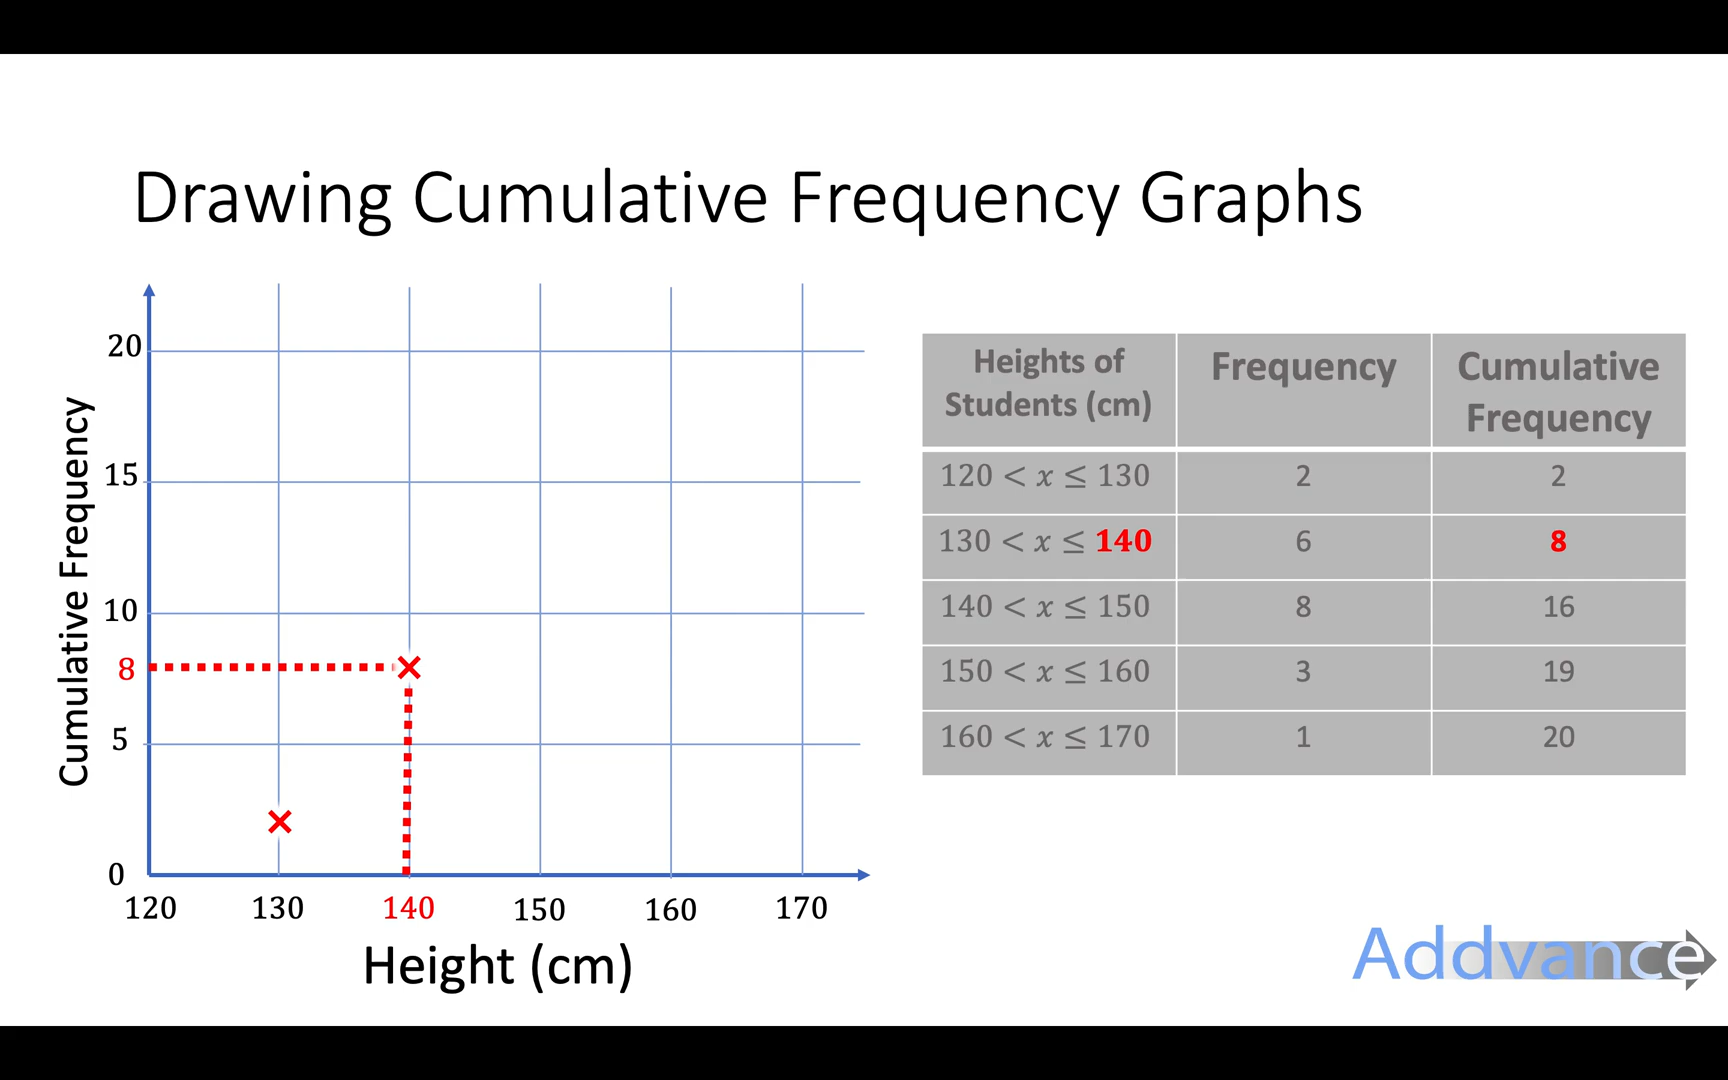 Drawing Cumulative Frequency Graphs
Cumulative Frequency
20
15
10
8
5
0
120 130 140 150 160 170
Height (cm)
Heights of Students (cm) Frequency Cumulative Frequency
120 < x ≤ 130 2 2
130 < x ≤ 140 6 8
140 < x ≤ 150 8 16
150 < x ≤ 160 3 19
160 < x ≤ 170 1 20
Addvance